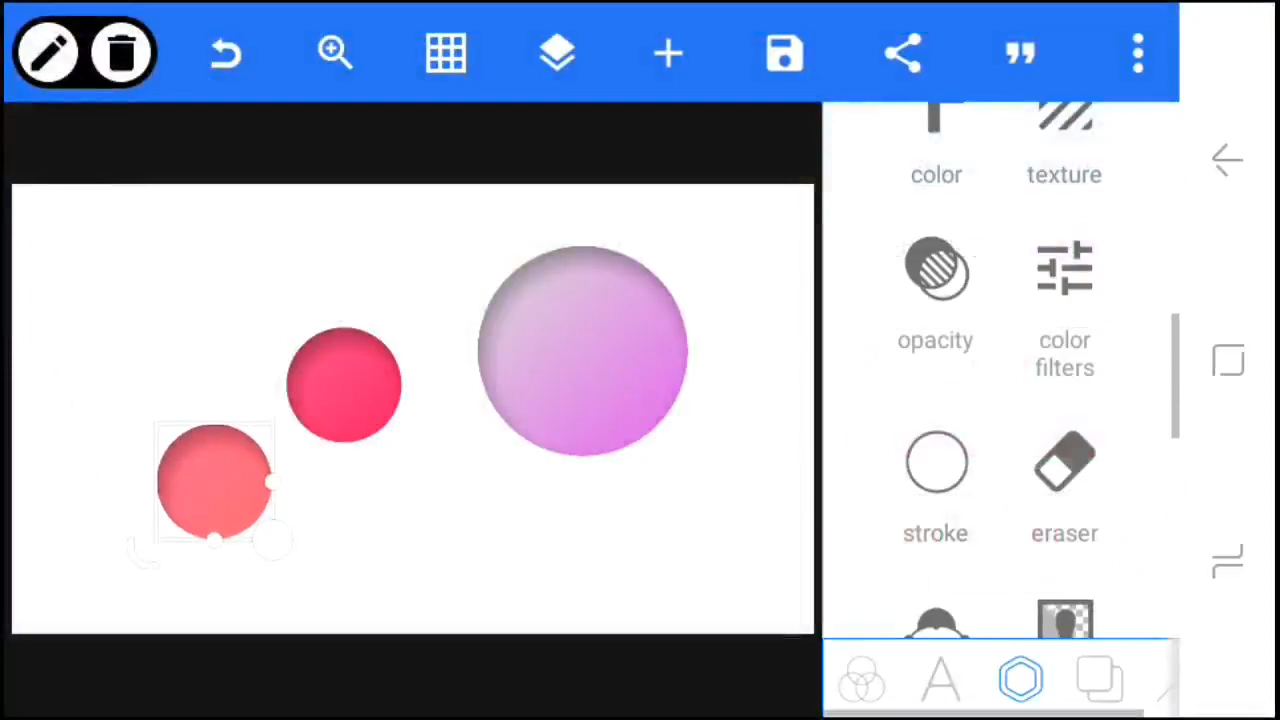 color
texture
opacity
color
filters
stroke
eraser